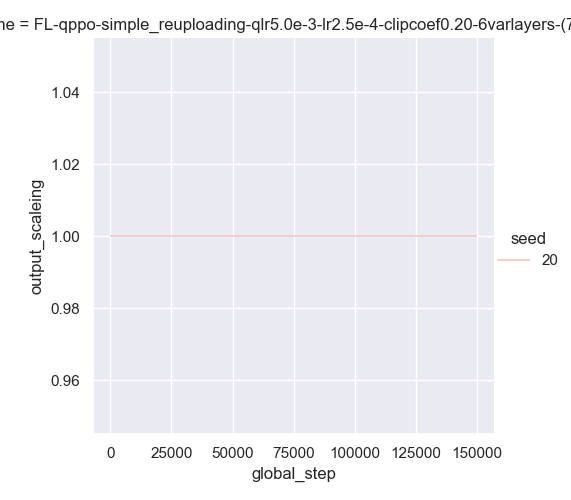 ne = FL-qppo-simple_reuploading-qlr5.0e-3-lr2.5e-4-clipcoef0.20-6varlayers-(7
1.04
1.02
1.00
0.98
0.96
output_scaleing
seed
20
0 25000 50000 75000 100000 125000 150000
global_step